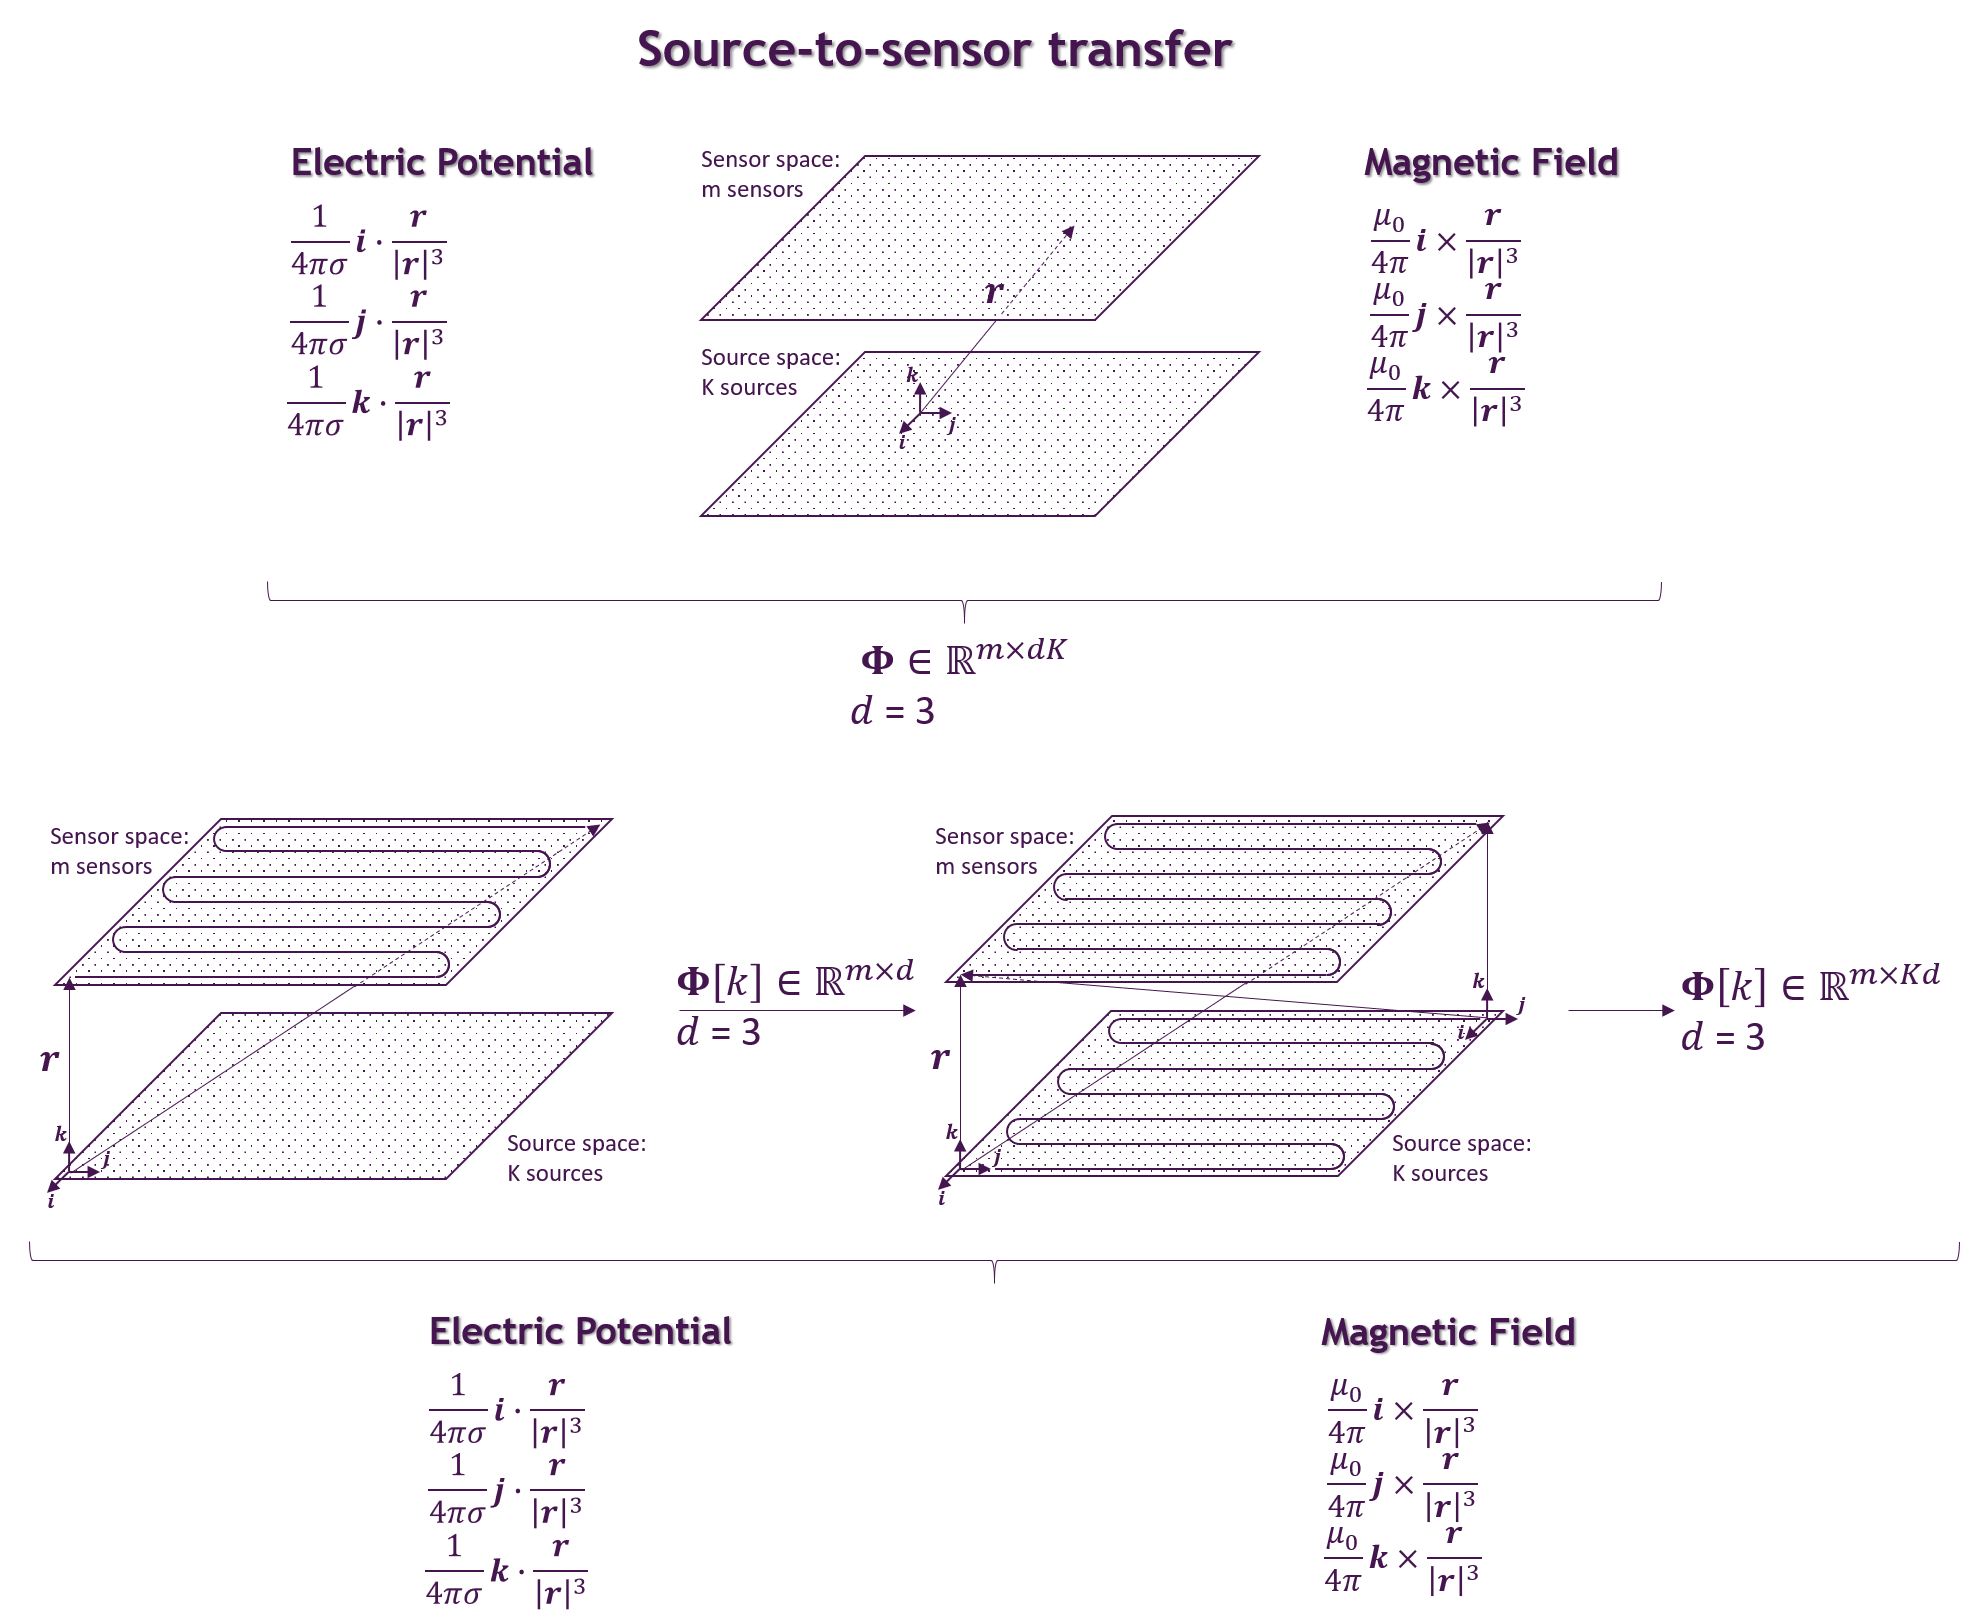 Source-to-sensor transfer
Electric Potential
1/(4πσ) i · r/|r|³
1/(4πσ) j · r/|r|³
1/(4πσ) k · r/|r|³
Sensor space:
m sensors
r
Source space:
K sources
k
j
i
Magnetic Field
μ₀/(4π) i × r/|r|³
μ₀/(4π) j × r/|r|³
μ₀/(4π) k × r/|r|³
Φ ∈ ℝ^{m×dK}
d = 3
Sensor space:
m sensors
r
k
j
i
Source space:
K sources
Φ[k] ∈ ℝ^{m×d}
d = 3
Sensor space:
m sensors
r
k
j
i
k
j
i
Source space:
K sources
Φ[k] ∈ ℝ^{m×Kd}
d = 3
Electric Potential
1/(4πσ) i · r/|r|³
1/(4πσ) j · r/|r|³
1/(4πσ) k · r/|r|³
Magnetic Field
μ₀/(4π) i × r/|r|³
μ₀/(4π) j × r/|r|³
μ₀/(4π) k × r/|r|³